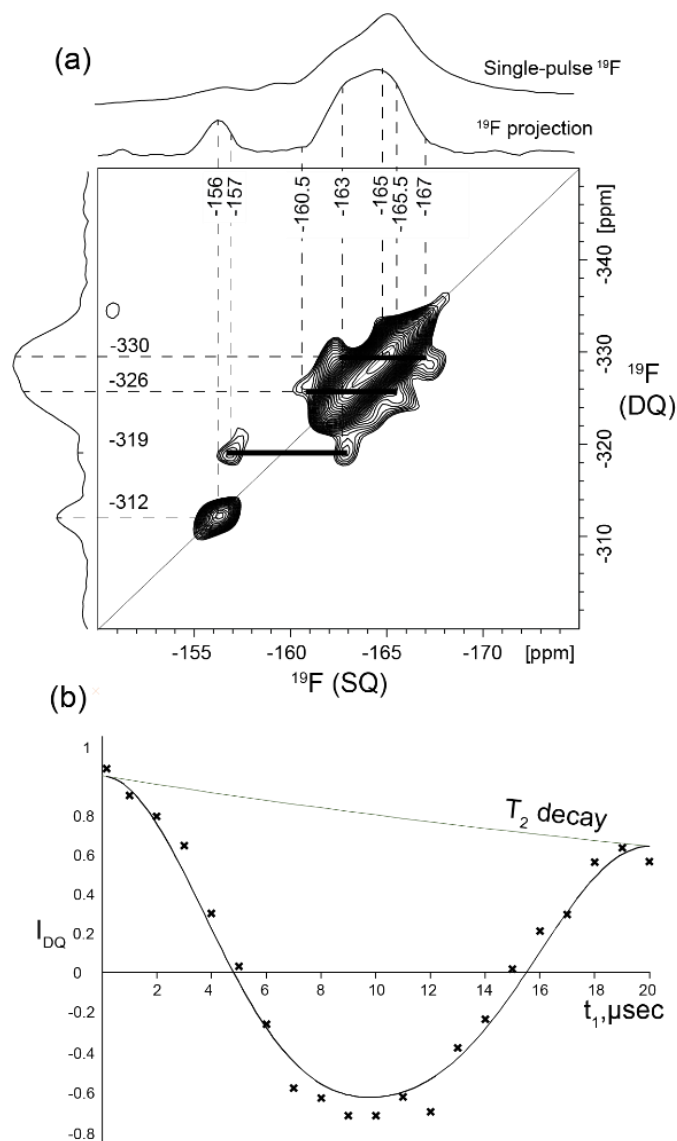 (a)
Single-pulse ¹⁹F
¹⁹F projection
-156
-157
-160.5
-163
-165
-165.5
-167
[ppm]
-340
-330
-326
-319
-312
-330
-320
-310
¹⁹F
(DQ)
-155 -160 -165 -170 [ppm]
¹⁹F (SQ)
(b)
1
0.8
0.6
0.4
0.2
0
-0.2
-0.4
-0.6
-0.8
I_DQ
T₂ decay
2 4 6 8 10 12 14 16 18 20
t₁,μsec